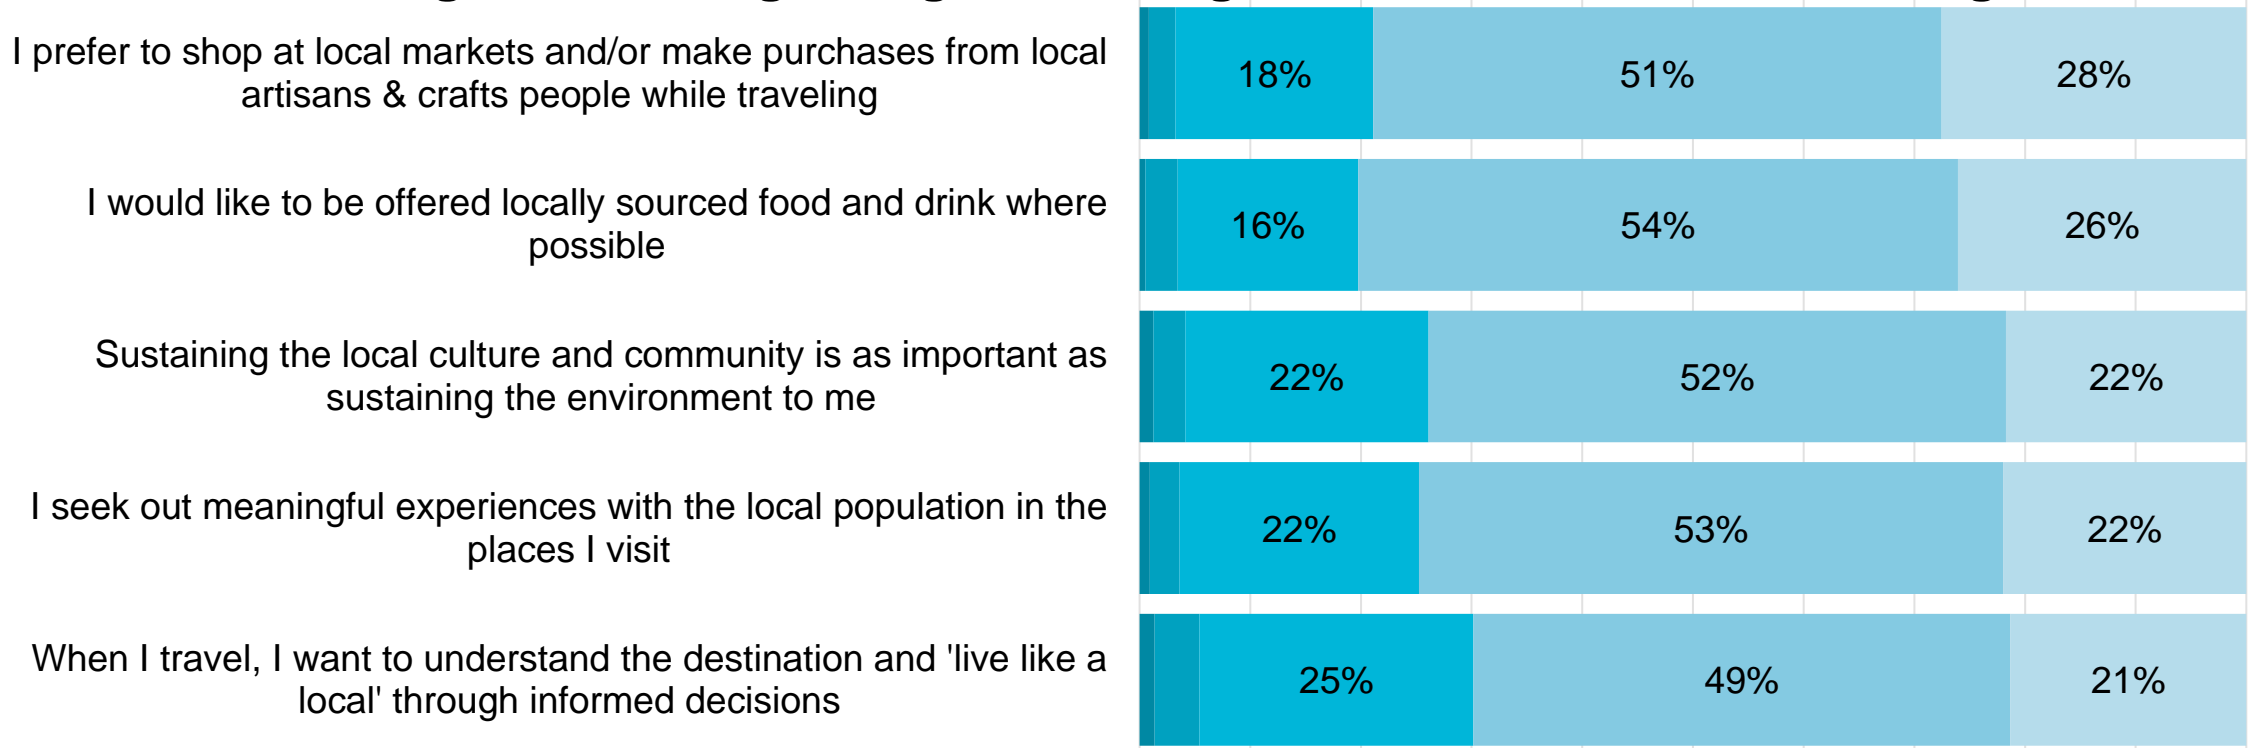 I prefer to shop at local markets and/or make purchases from local
artisans & crafts people while traveling
18% 51% 28%
I would like to be offered locally sourced food and drink where
possible
16% 54% 26%
Sustaining the local culture and community is as important as
sustaining the environment to me
22% 52% 22%
I seek out meaningful experiences with the local population in the
places I visit
22% 53% 22%
When I travel, I want to understand the destination and 'live like a
local' through informed decisions
25% 49% 21%